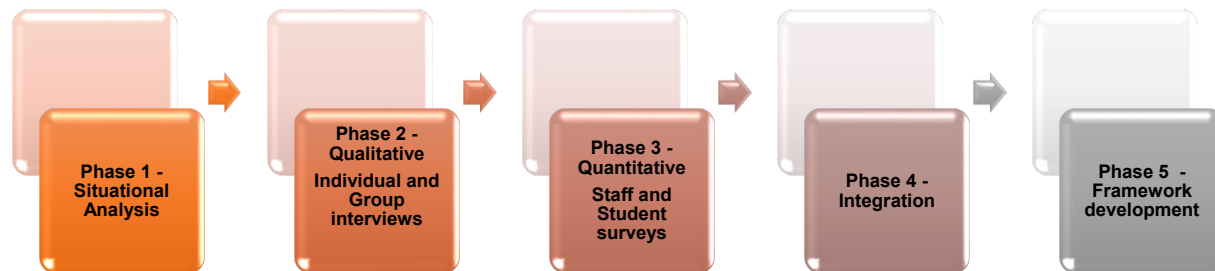 Phase 1 -
Situational
Analysis
Phase 2 -
Qualitative
Individual and
Group
interviews
Phase 3 -
Quantitative
Staff and
Student
surveys
Phase 4 -
Integration
Phase 5 -
Framework
development